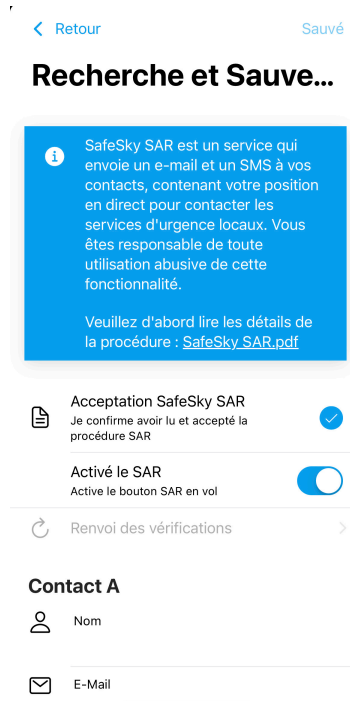 Retour
Sauvé
Recherche et Sauve...
SafeSky SAR est un service qui
envoie un e-mail et un SMS à vos
contacts, contenant votre position
en direct pour contacter les
services d'urgence locaux. Vous
êtes responsable de toute
utilisation abusive de cette
fonctionnalité.
Veuillez d'abord lire les détails de
la procédure : SafeSky SAR.pdf
Acceptation SafeSky SAR
Je confirme avoir lu et accepté la
procédure SAR
Activé le SAR
Active le bouton SAR en vol
Renvoi des vérifications
Contact A
Nom
E-Mail